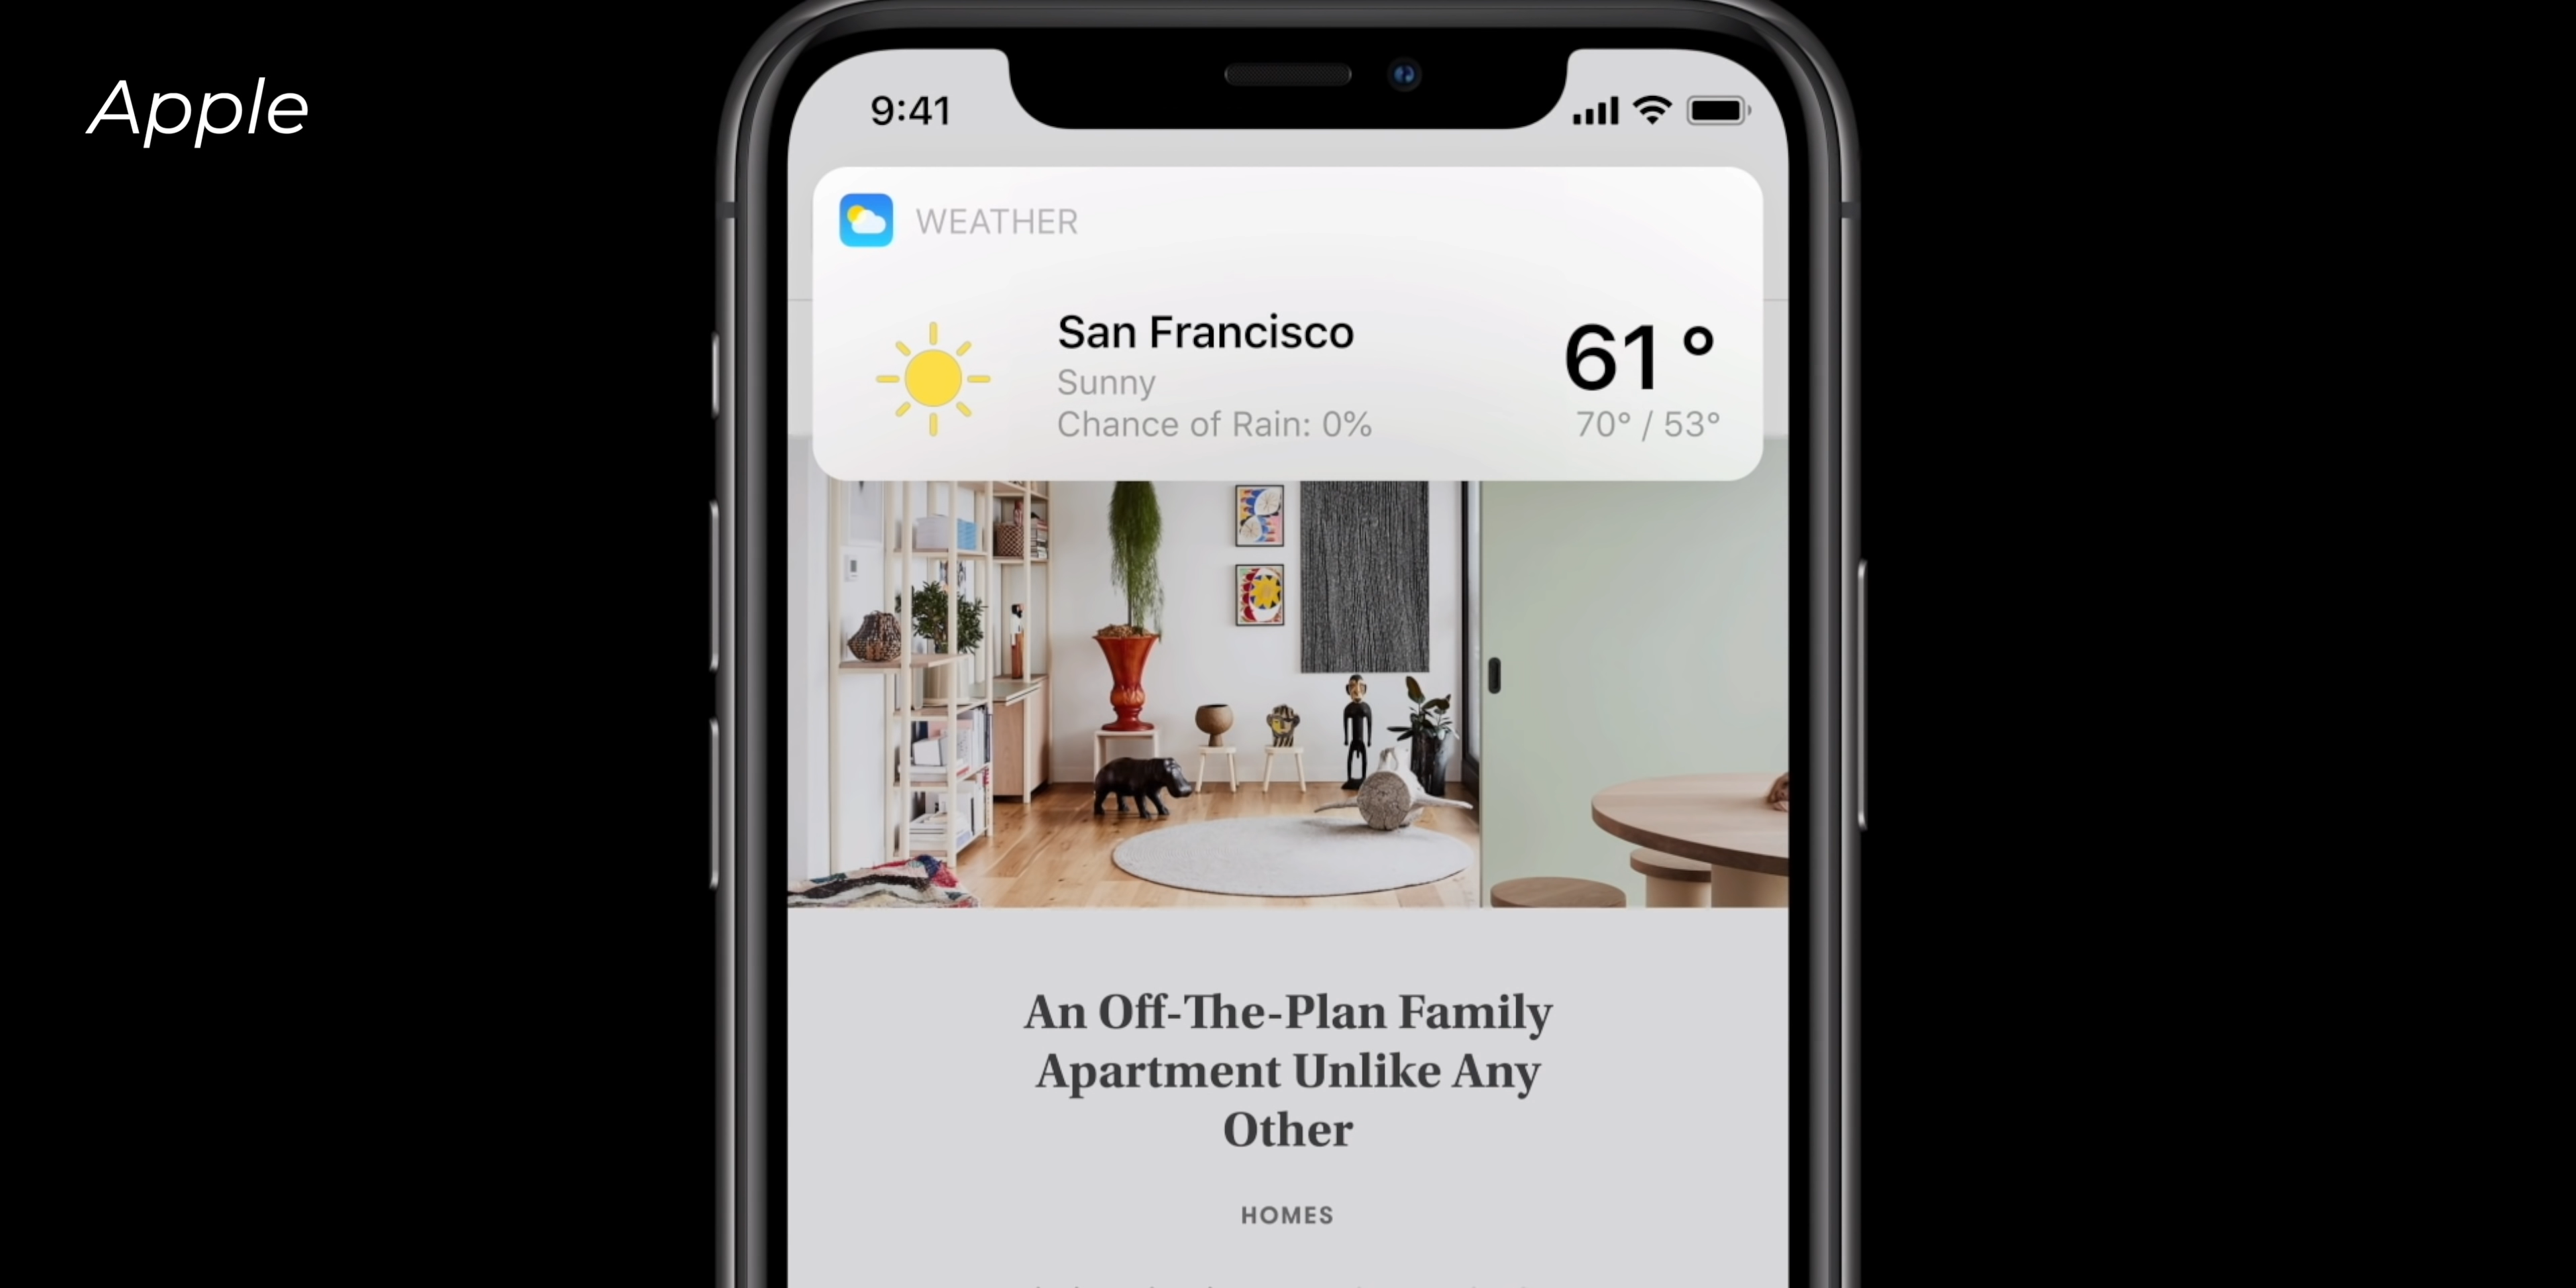 Apple
9:41
WEATHER
San Francisco
61°
Sunny
Chance of Rain: 0%
70° / 53°
An Off-The-Plan Family
Apartment Unlike Any
Other
HOMES